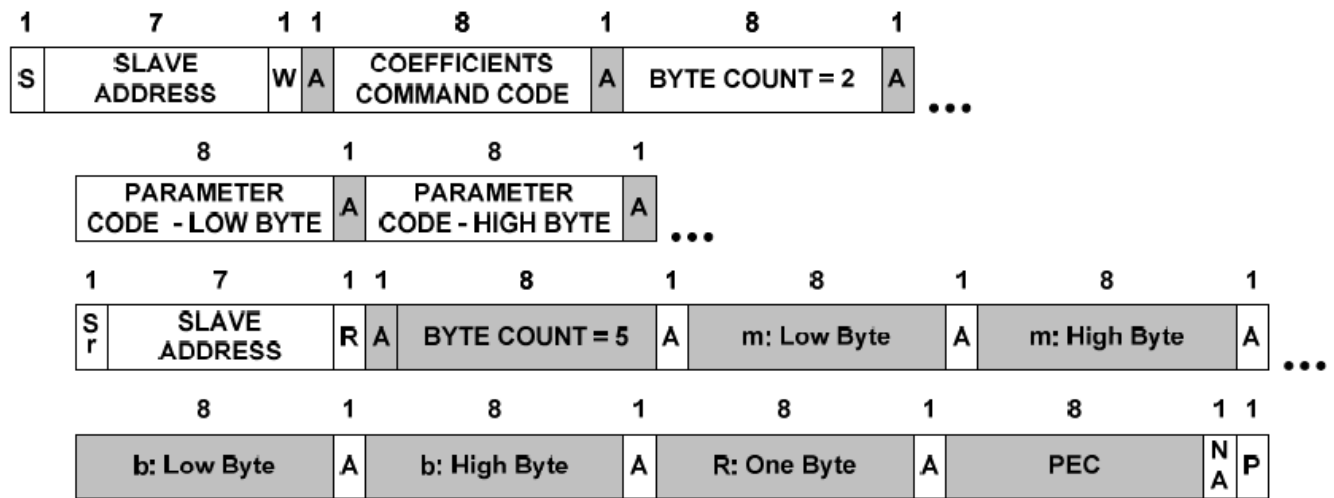 1 7 1 1 8 1 8 1
S SLAVE ADDRESS W A COEFFICIENTS COMMAND CODE A BYTE COUNT = 2 A ...
8 1 8 1
PARAMETER CODE - LOW BYTE A PARAMETER CODE - HIGH BYTE A ...
1 7 1 1 8 1 8 1 8 1
Sr SLAVE ADDRESS R A BYTE COUNT = 5 A m: Low Byte A m: High Byte A ...
8 1 8 1 8 1 8 1 1
b: Low Byte A b: High Byte A R: One Byte A PEC NA P